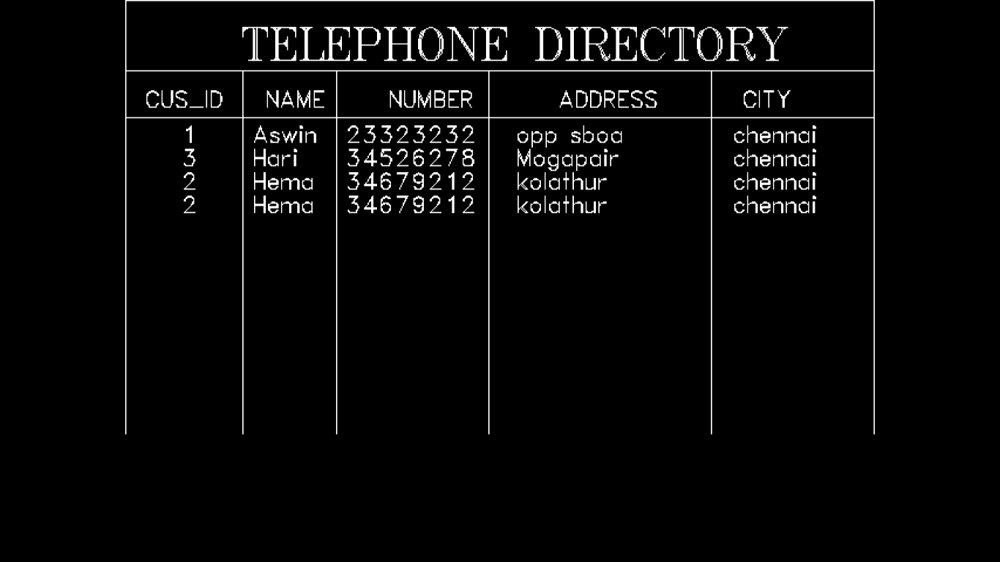 TELEPHONE DIRECTORY
CUS_ID NAME NUMBER ADDRESS CITY
1 Aswin 23323232 opp sboa chennai
3 Hari 34526278 Mogapair chennai
2 Hema 34679212 kolathur chennai
2 Hema 34679212 kolathur chennai